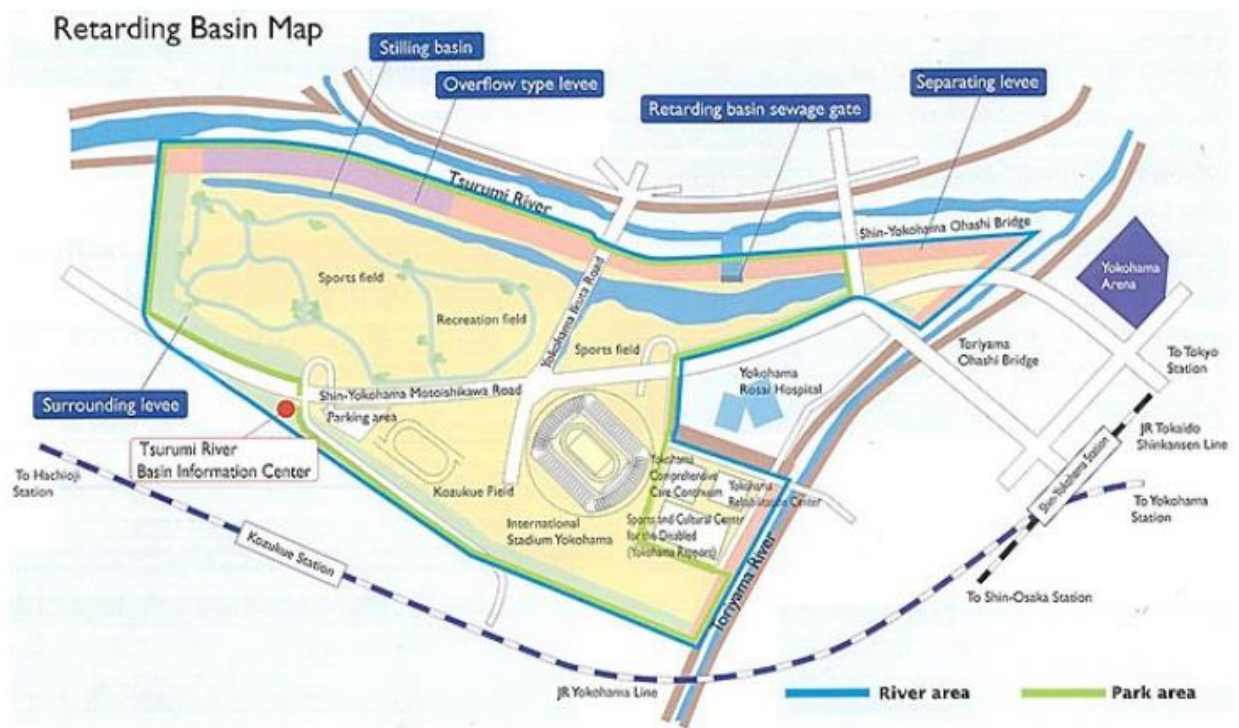 Retarding Basin Map
Stilling basin
Overflow type levee
Retarding basin sewage gate
Separating levee
Tsurumi River
Shin-Yokohama Ohashi Bridge
Yokohama
Arena
Sports field
Recreation field
Yokohama Ikuta Road
Sports field
Toriyama
Ohashi Bridge
To Tokyo
Station
Yokohama
Rosai Hospital
Shin-Yokohama Motoishikawa Road
Parking area
Surrounding levee
Tsurumi River
Basin Information Center
JR Tokaido
Shinkansen Line
Shin-Yokohama Station
To Hachioji
Station
Kozukue Field
Yokohama
Comprehensive
Care Continuum
Yokohama
Rehabilitation Center
To Yokohama
Station
International
Stadium Yokohama
Sports and Cultural Center
for the Disabled
(Yokohama Rapport)
Kozukue Station
Toriyama River
To Shin-Osaka Station
JR Yokohama Line
River area
Park area